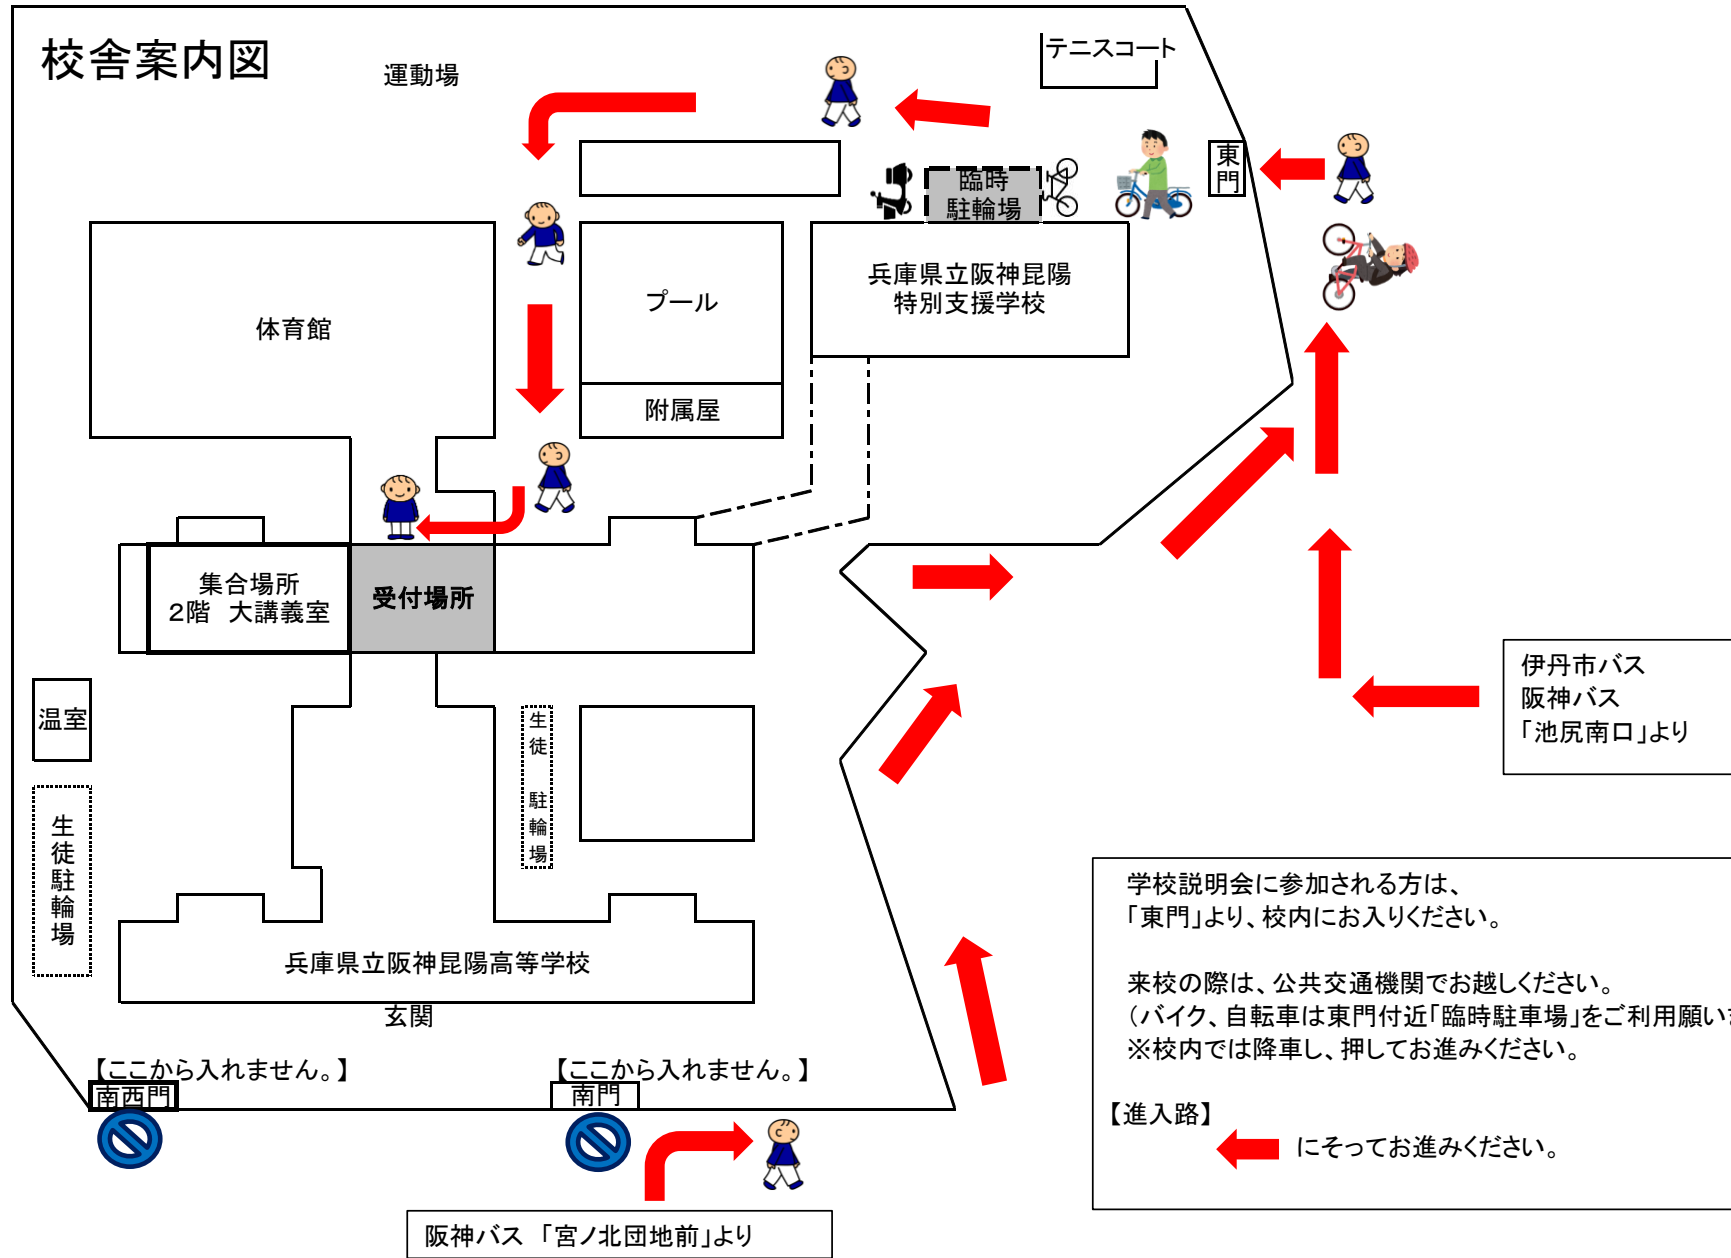 校舎案内図
運動場
テニスコート
東門
臨時
駐輪場
兵庫県立阪神昆陽
特別支援学校
体育館
プール
附属屋
集合場所
2階　大講義室
受付場所
温室
生徒　駐輪場
生徒駐輪場
伊丹市バス
阪神バス
「池尻南口」より
兵庫県立阪神昆陽高等学校
玄関
【ここから入れません。】
南西門
【ここから入れません。】
南門
阪神バス　「宮ノ北団地前」より
学校説明会に参加される方は、
「東門」より、校内にお入りください。
来校の際は、公共交通機関でお越しください。
（バイク、自転車は東門付近「臨時駐車場」をご利用願い
※校内では降車し、押してお進みください。
【進入路】
にそってお進みください。